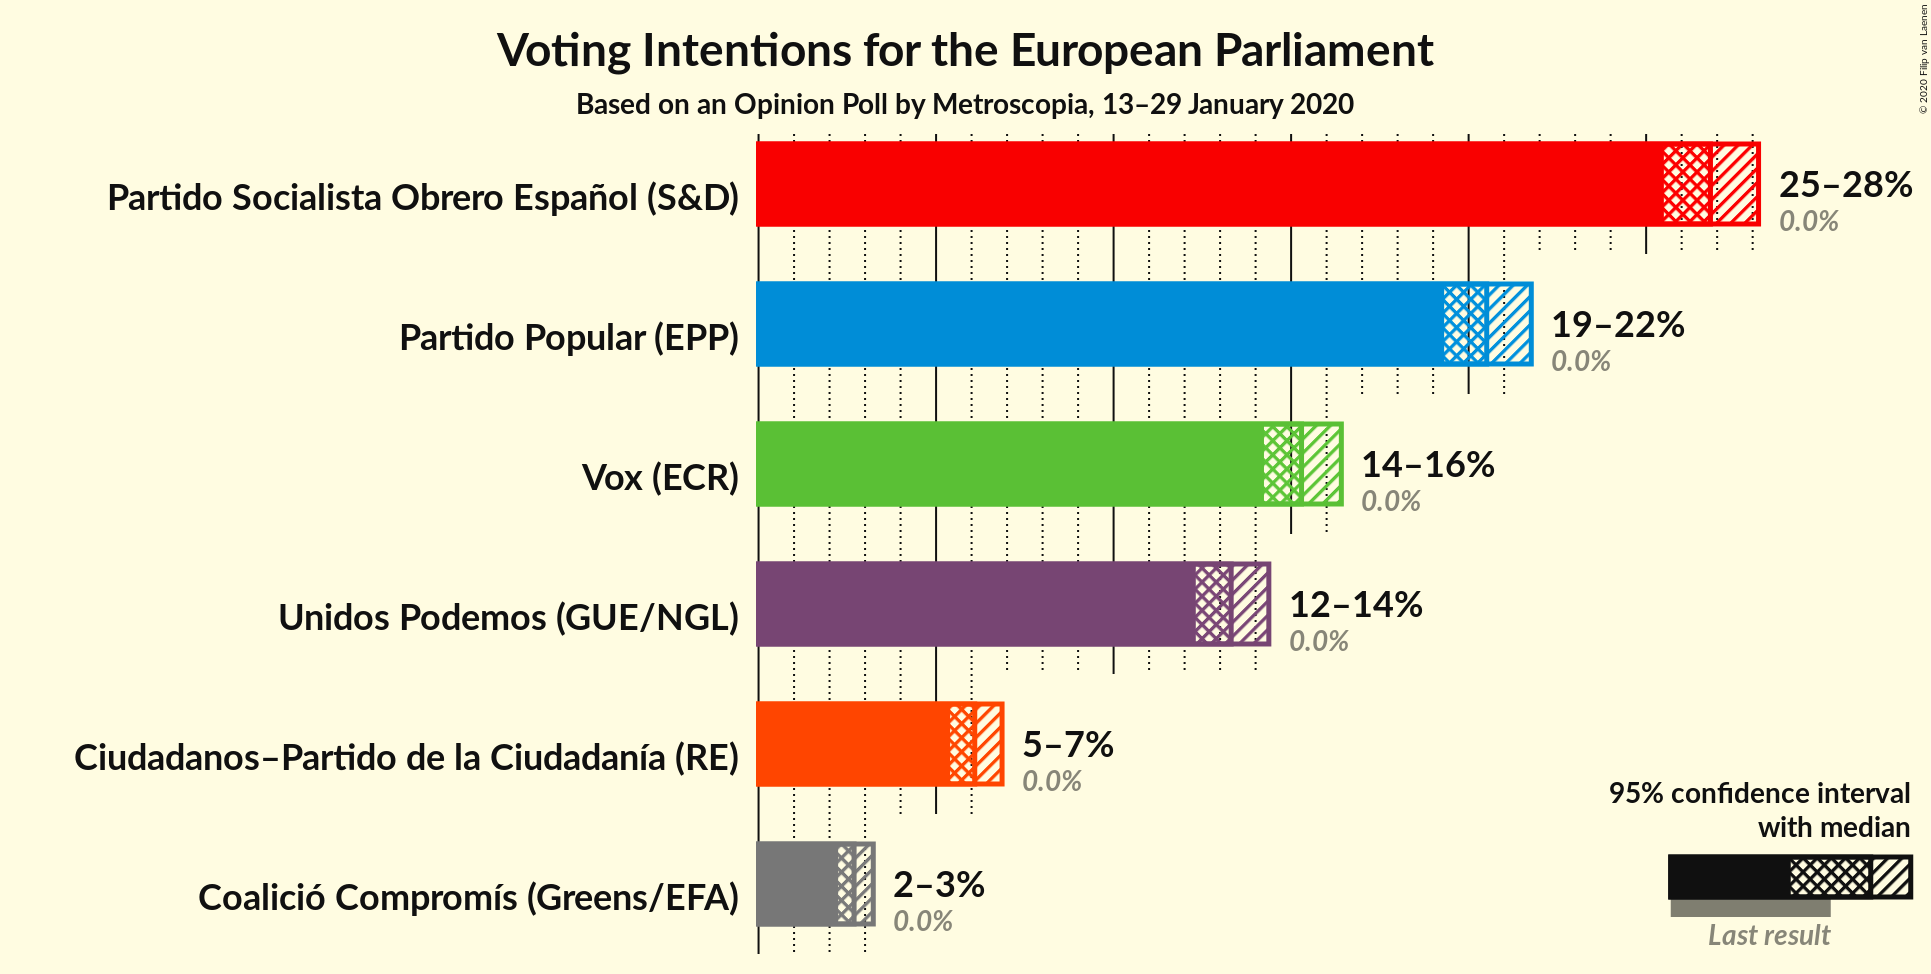 Voting Intentions for the European Parliament
Based on an Opinion Poll by Metroscopia, 13–29 January 2020
© 2020 Filip van Laenen
Partido Socialista Obrero Español (S&D)
25–28%
0.0%
Partido Popular (EPP)
19–22%
0.0%
Vox (ECR)
14–16%
0.0%
Unidos Podemos (GUE/NGL)
12–14%
0.0%
Ciudadanos–Partido de la Ciudadanía (RE)
5–7%
0.0%
Coalició Compromís (Greens/EFA)
2–3%
0.0%
95% confidence interval
with median
Last result